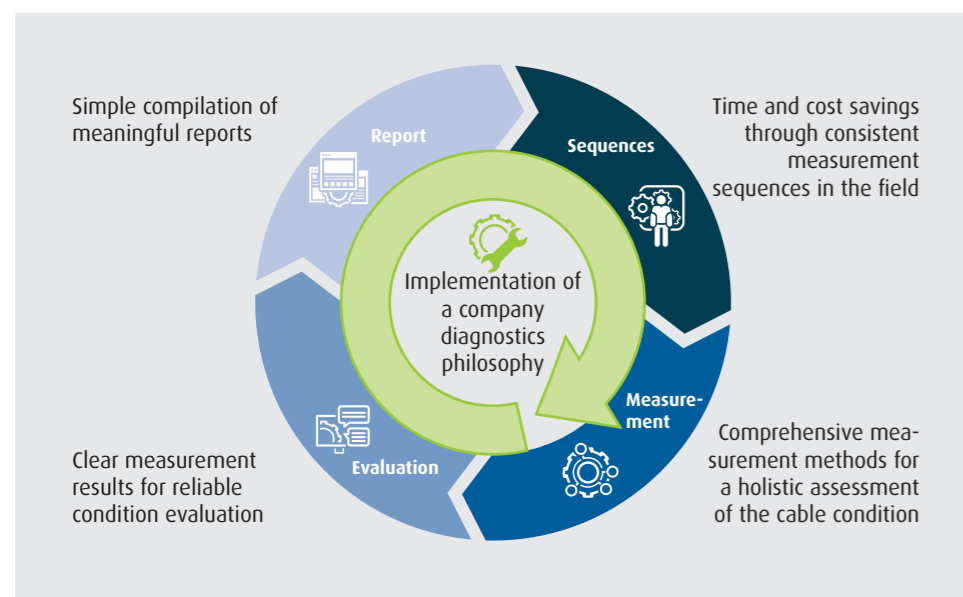 Simple compilation of
meaningful reports
Report
Sequences
Time and cost savings
through consistent
measurement
sequences in the field
Implementation of
a company
diagnostics
philosophy
Measure-
ment
Comprehensive mea-
surement methods for
a holistic assessment
of the cable condition
Evaluation
Clear measurement
results for reliable
condition evaluation